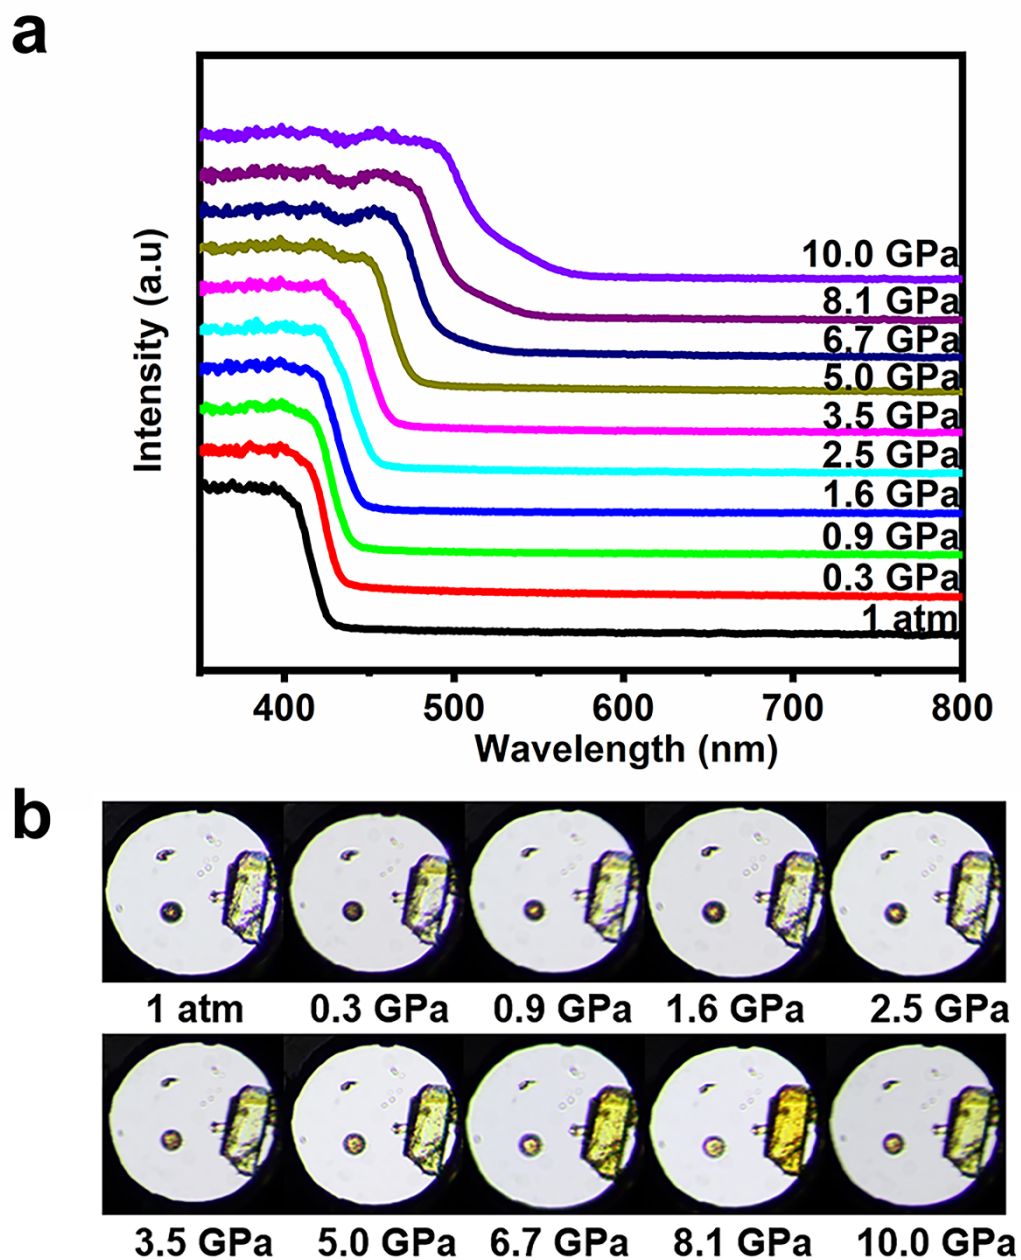 a
Intensity (a.u)
10.0 GPa
8.1 GPa
6.7 GPa
5.0 GPa
3.5 GPa
2.5 GPa
1.6 GPa
0.9 GPa
0.3 GPa
1 atm
400 500 600 700 800
Wavelength (nm)
b
1 atm 0.3 GPa 0.9 GPa 1.6 GPa 2.5 GPa
3.5 GPa 5.0 GPa 6.7 GPa 8.1 GPa 10.0 GPa